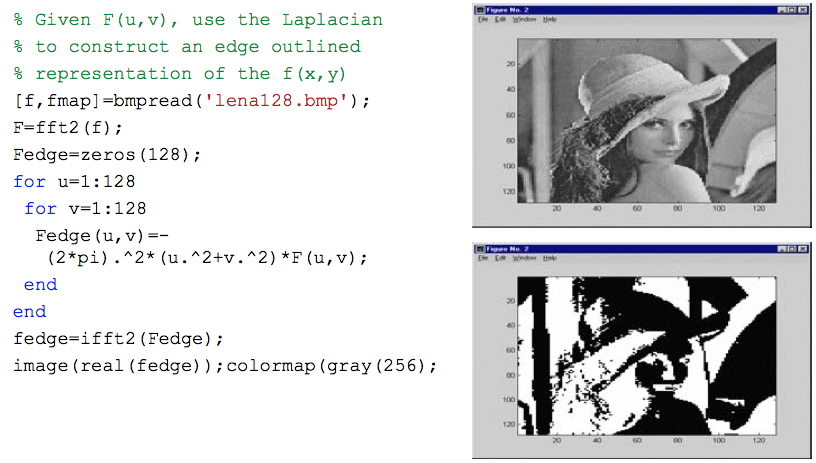 % Given F(u,v), use the Laplacian
% to construct an edge outlined
% representation of the f(x,y)
[f,fmap]=bmpread('lena128.bmp');
F=fft2(f);
Fedge=zeros(128);
for u=1:128
for v=1:128
Fedge(u,v)=-
(2*pi).^2*(u.^2+v.^2)*F(u,v);
end
end
fedge=ifft2(Fedge);
image(real(fedge));colormap(gray(256);
Figure No. 2
File Edit Window Help
20
40
60
80
100
120
20 40 60 80 100 120
Figure No. 2
File Edit Window Help
20
40
60
80
100
120
20 40 60 80 100 120